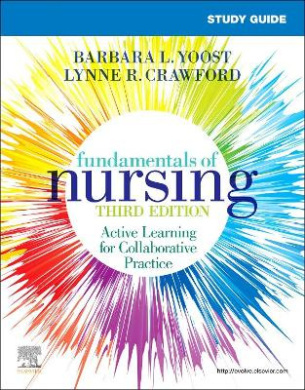 STUDY GUIDE
BARBARA L. YOOST
LYNNE R. CRAWFORD
fundamentals of
nursing
THIRD EDITION
Active Learning
for Collaborative
Practice
ELSEVIER
http://evolve.elsevier.com